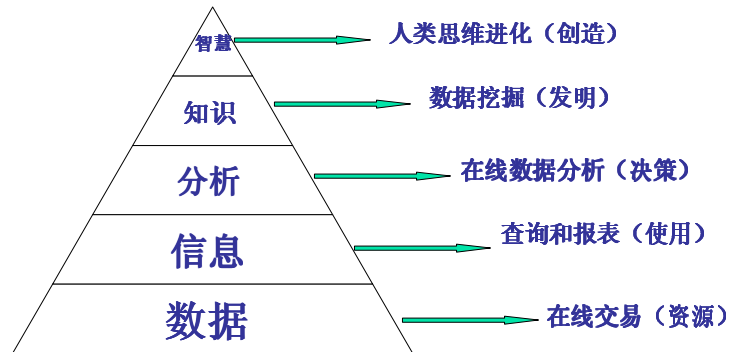 智慧
人类思维进化（创造）
知识
数据挖掘（发明）
分析
在线数据分析（决策）
信息
查询和报表（使用）
数据
在线交易（资源）